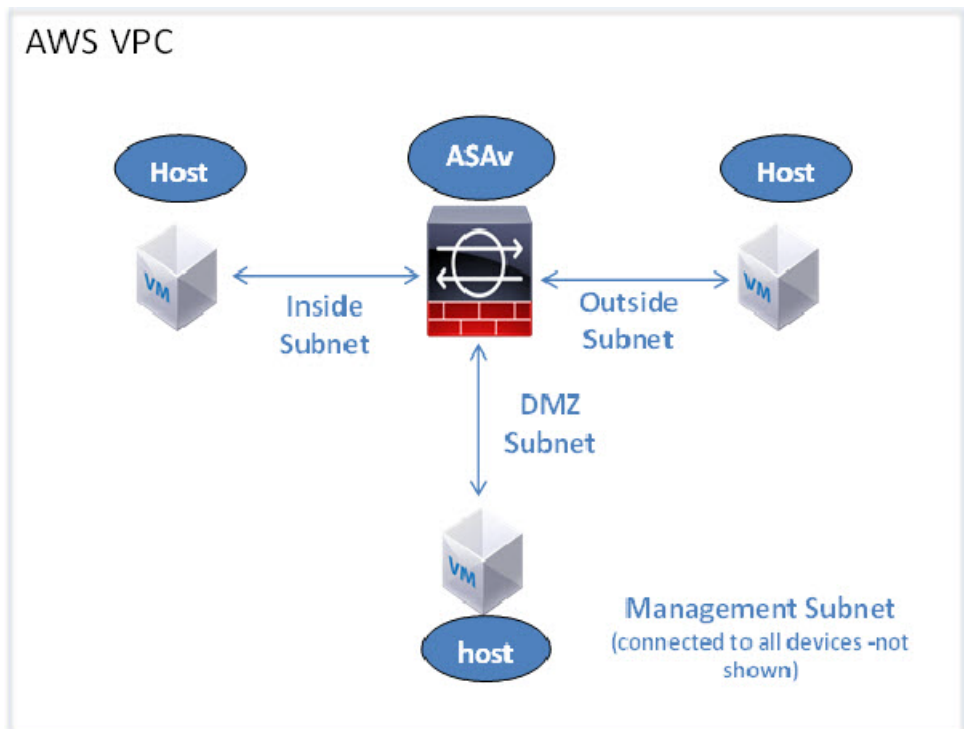 AWS VPC
Host
ASAv
Host
VM
VM
Inside
Subnet
Outside
Subnet
DMZ
Subnet
VM
host
Management Subnet
(connected to all devices -not
shown)